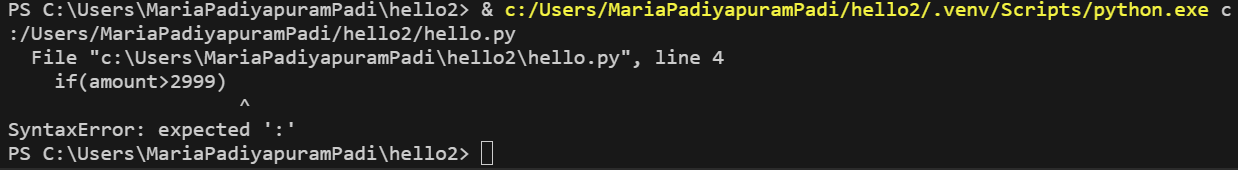 PS C:\Users\MariaPadiyapuramPadi\hello2> & c:/Users/MariaPadiyapuramPadi/hello2/.venv/Scripts/python.exe c
:/Users/MariaPadiyapuramPadi/hello2/hello.py
  File "c:\Users\MariaPadiyapuramPadi\hello2\hello.py", line 4
    if(amount>2999)
                   ^
SyntaxError: expected ':'
PS C:\Users\MariaPadiyapuramPadi\hello2>